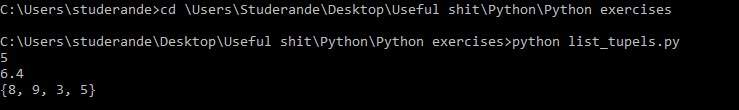 C:\Users\studerande>cd \Users\Studerande\Desktop\Useful shit\Python\Python exercises
C:\Users\studerande\Desktop\Useful shit\Python\Python exercises>python list_tupels.py
5
6.4
{8, 9, 3, 5}